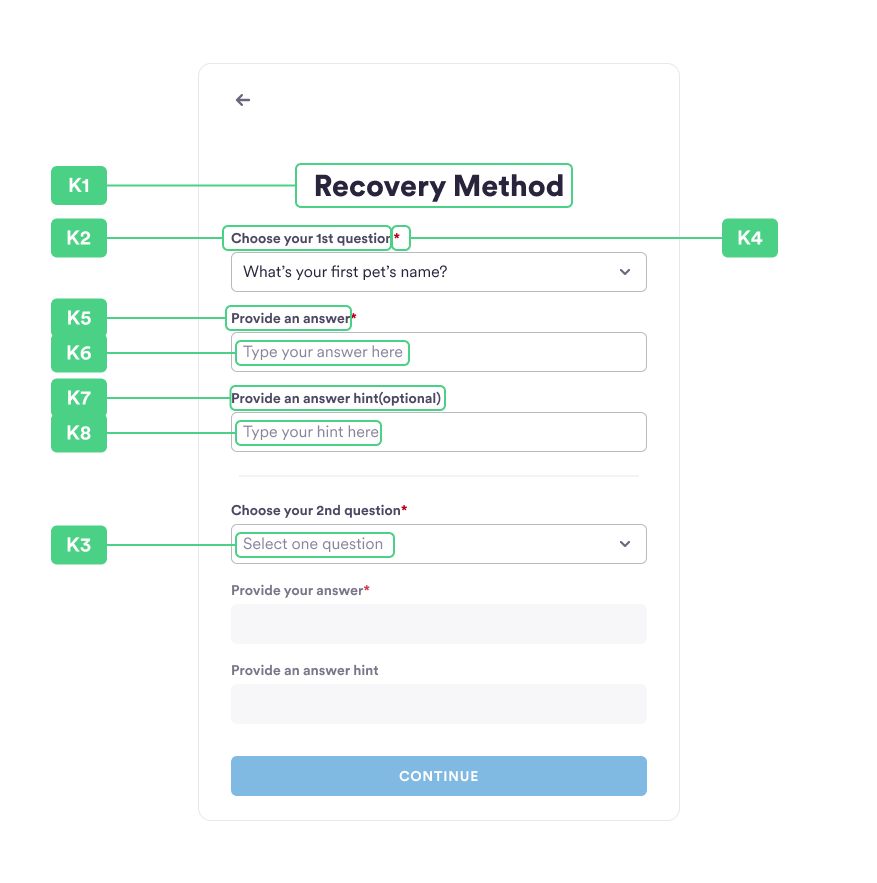 K1 Recovery Method
K2 Choose your 1st question* K4
What's your first pet's name?
K5 Provide an answer*
K6 Type your answer here
K7 Provide an answer hint(optional)
K8 Type your hint here
Choose your 2nd question*
K3 Select one question
Provide your answer*
Provide an answer hint
CONTINUE